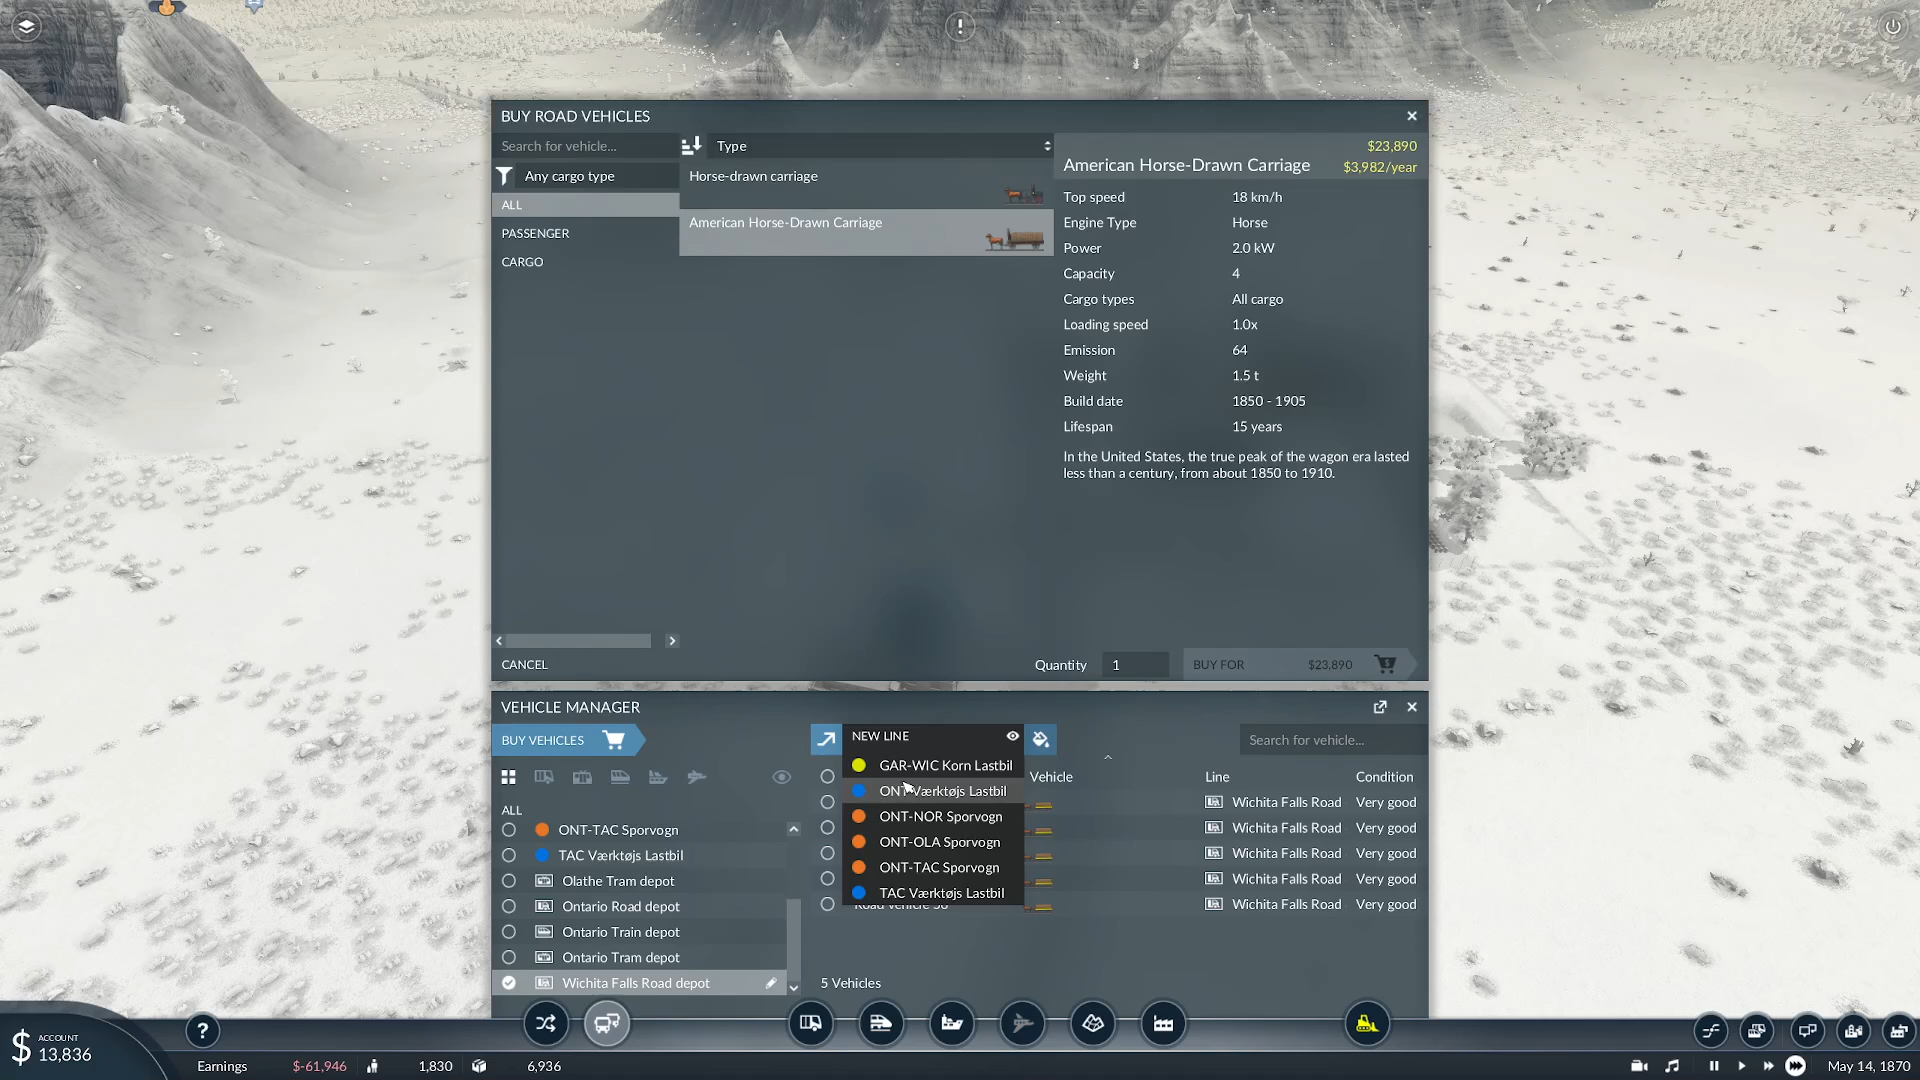 BUY ROAD VEHICLES
Search for vehicle...
Type
Any cargo type
ALL
PASSENGER
CARGO
Horse-drawn carriage
American Horse-Drawn Carriage
$23,890
American Horse-Drawn Carriage
$3,982/year
Top speed 18 km/h
Engine Type Horse
Power 2.0 kW
Capacity 4
Cargo types All cargo
Loading speed 1.0x
Emission 64
Weight 1.5 t
Build date 1850 - 1905
Lifespan 15 years
In the United States, the true peak of the wagon era lasted
less than a century, from about 1850 to 1910.
CANCEL
Quantity 1
BUY FOR $23,890
VEHICLE MANAGER
BUY VEHICLES
ALL
ONT-TAC Sporvogn
TAC Værktøjs Lastbil
Olathe Tram depot
Ontario Road depot
Ontario Train depot
Ontario Tram depot
Wichita Falls Road depot
NEW LINE
GAR-WIC Korn Lastbil
ONT Værktøjs Lastbil
ONT-NOR Sporvogn
ONT-OLA Sporvogn
ONT-TAC Sporvogn
TAC Værktøjs Lastbil
Search for vehicle...
Vehicle Line Condition
Wichita Falls Road Very good
Wichita Falls Road Very good
Wichita Falls Road Very good
Wichita Falls Road Very good
Road vehicle Wichita Falls Road Very good
5 Vehicles
$ ACCOUNT
13,836
?
Earnings $-61,946 1,830 6,936
May 14, 1870